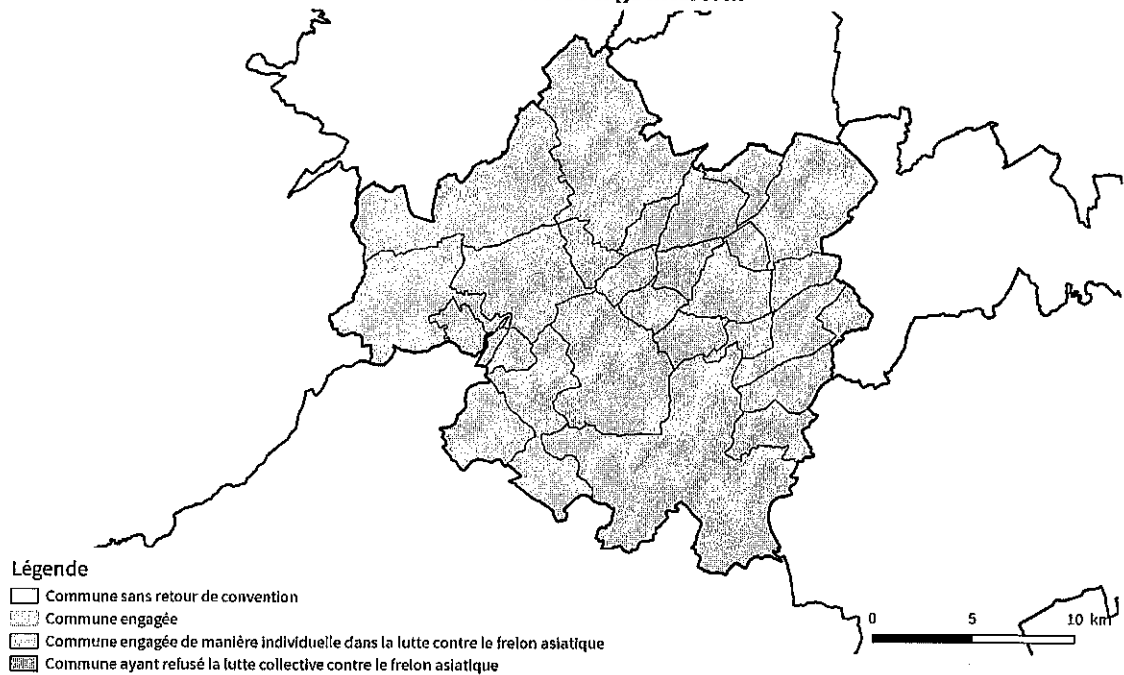 Légende
Commune sans retour de convention
Commune engagée
Commune engagée de manière individuelle dans la lutte contre le frelon asiatique
Commune ayant refusé la lutte collective contre le frelon asiatique
0 5 10 km